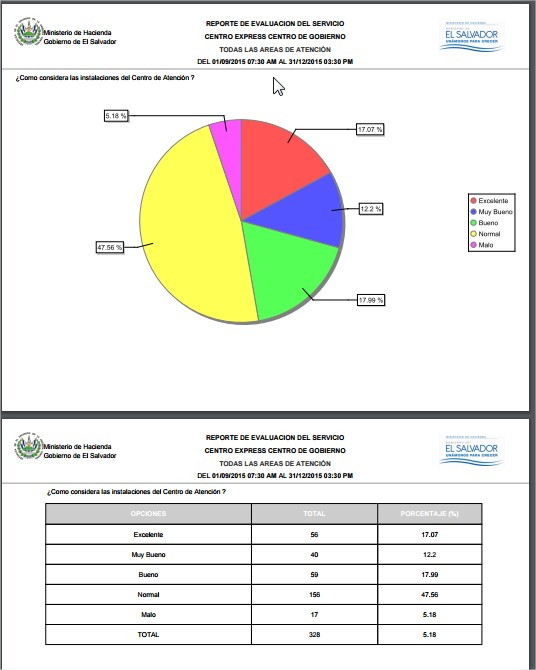 REPORTE DE EVALUACION DEL SERVICIO
Ministerio de Hacienda
Gobierno de El Salvador
CENTRO EXPRESS CENTRO DE GOBIERNO
TODAS LAS AREAS DE ATENCIÓN
DEL 01/09/2015 07:30 AM AL 31/12/2015 03:30 PM
EL SALVADOR
UNÁMONOS PARA CRECER
¿Como considera las instalaciones del Centro de Atención ?
5.18 %
17.07 %
12.2 %
47.56 %
17.99 %
Excelente
Muy Bueno
Bueno
Normal
Malo
REPORTE DE EVALUACION DEL SERVICIO
Ministerio de Hacienda
Gobierno de El Salvador
CENTRO EXPRESS CENTRO DE GOBIERNO
TODAS LAS AREAS DE ATENCIÓN
DEL 01/09/2015 07:30 AM AL 31/12/2015 03:30 PM
EL SALVADOR
UNÁMONOS PARA CRECER
¿Como considera las instalaciones del Centro de Atención ?
OPCIONES TOTAL PORCENTAJE (%)
Excelente 56 17.07
Muy Bueno 40 12.2
Bueno 59 17.99
Normal 156 47.56
Malo 17 5.18
TOTAL 328 5.18